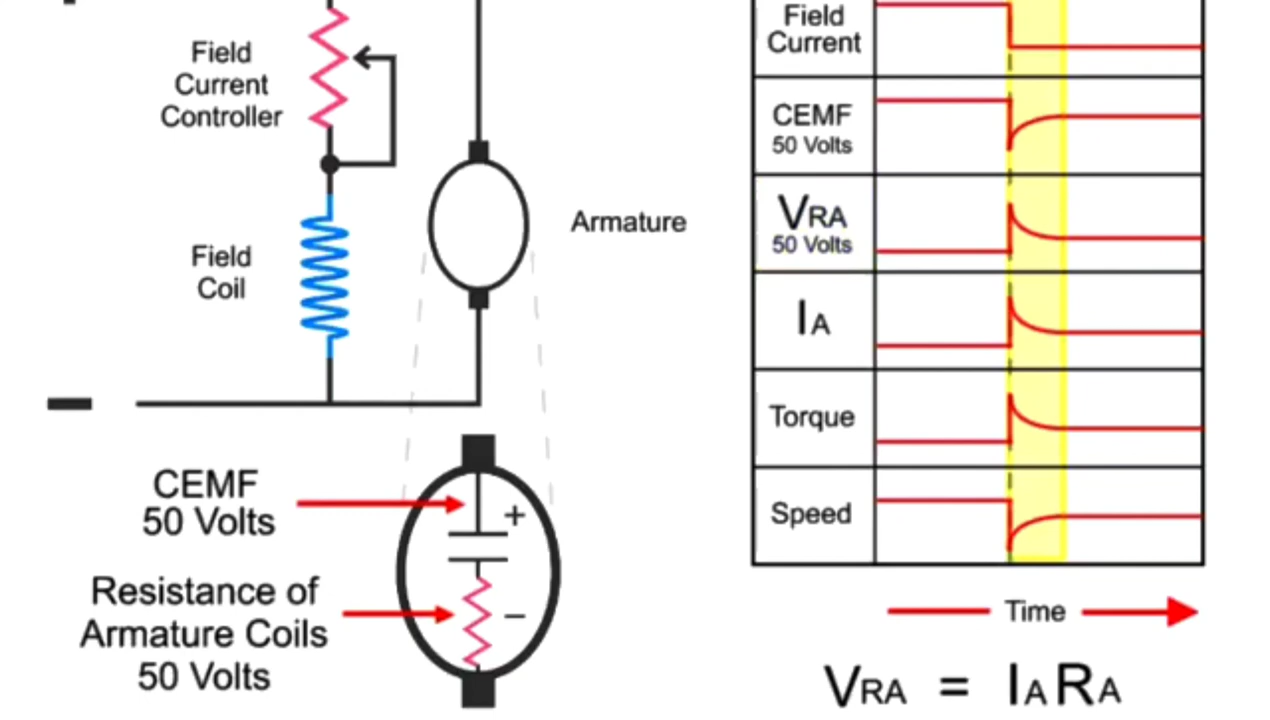 Field
Current
Controller
Field
Coil
Armature
CEMF
50 Volts
+
Resistance of
Armature Coils
50 Volts
−
Field
Current
CEMF
50 Volts
VRA
50 Volts
IA
Torque
Speed
Time
VRA = IARA